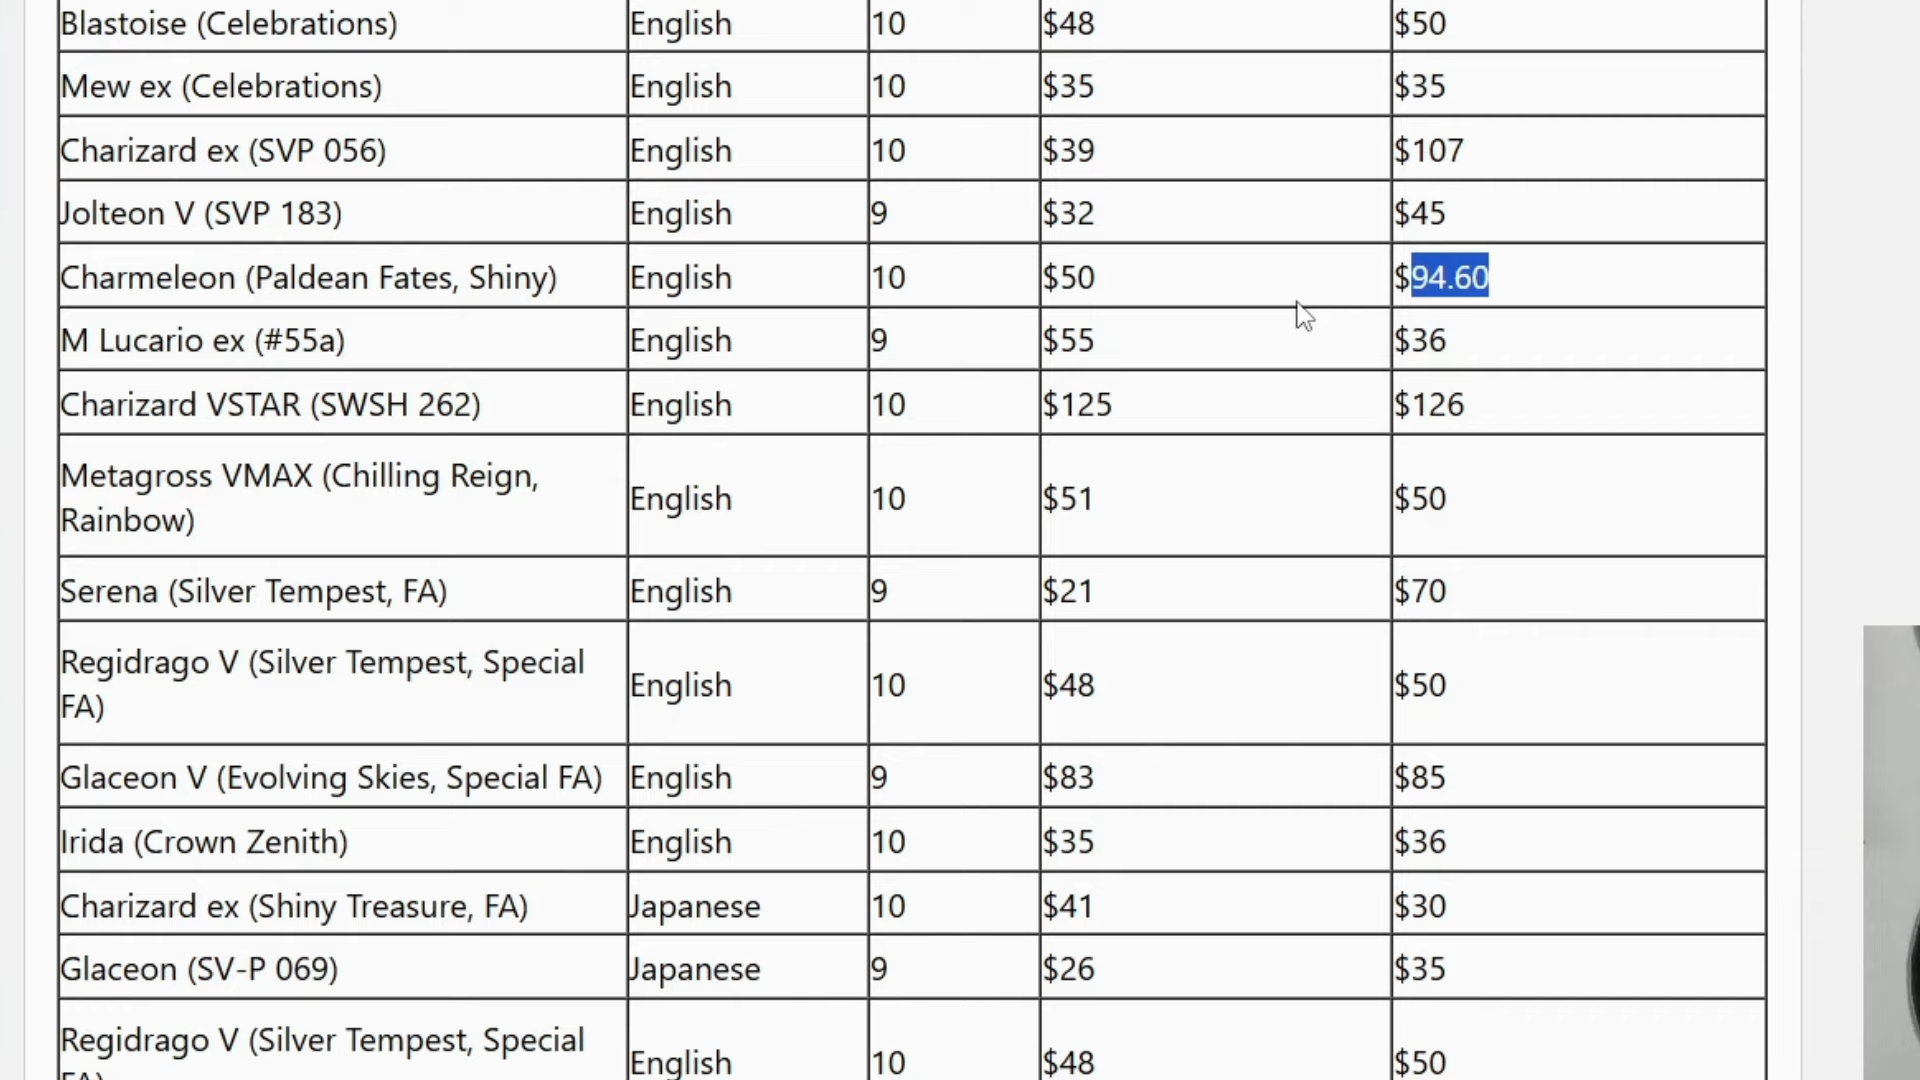 Blastoise (Celebrations) English 10 $48 $50
Mew ex (Celebrations) English 10 $35 $35
Charizard ex (SVP 056) English 10 $39 $107
Jolteon V (SVP 183) English 9 $32 $45
Charmeleon (Paldean Fates, Shiny) English 10 $50 $94.60
M Lucario ex (#55a) English 9 $55 $36
Charizard VSTAR (SWSH 262) English 10 $125 $126
Metagross VMAX (Chilling Reign,
Rainbow) English 10 $51 $50
Serena (Silver Tempest, FA) English 9 $21 $70
Regidrago V (Silver Tempest, Special
FA) English 10 $48 $50
Glaceon V (Evolving Skies, Special FA) English 9 $83 $85
Irida (Crown Zenith) English 10 $35 $36
Charizard ex (Shiny Treasure, FA) Japanese 10 $41 $30
Glaceon (SV-P 069) Japanese 9 $26 $35
Regidrago V (Silver Tempest, Special
FA) English 10 $48 $50